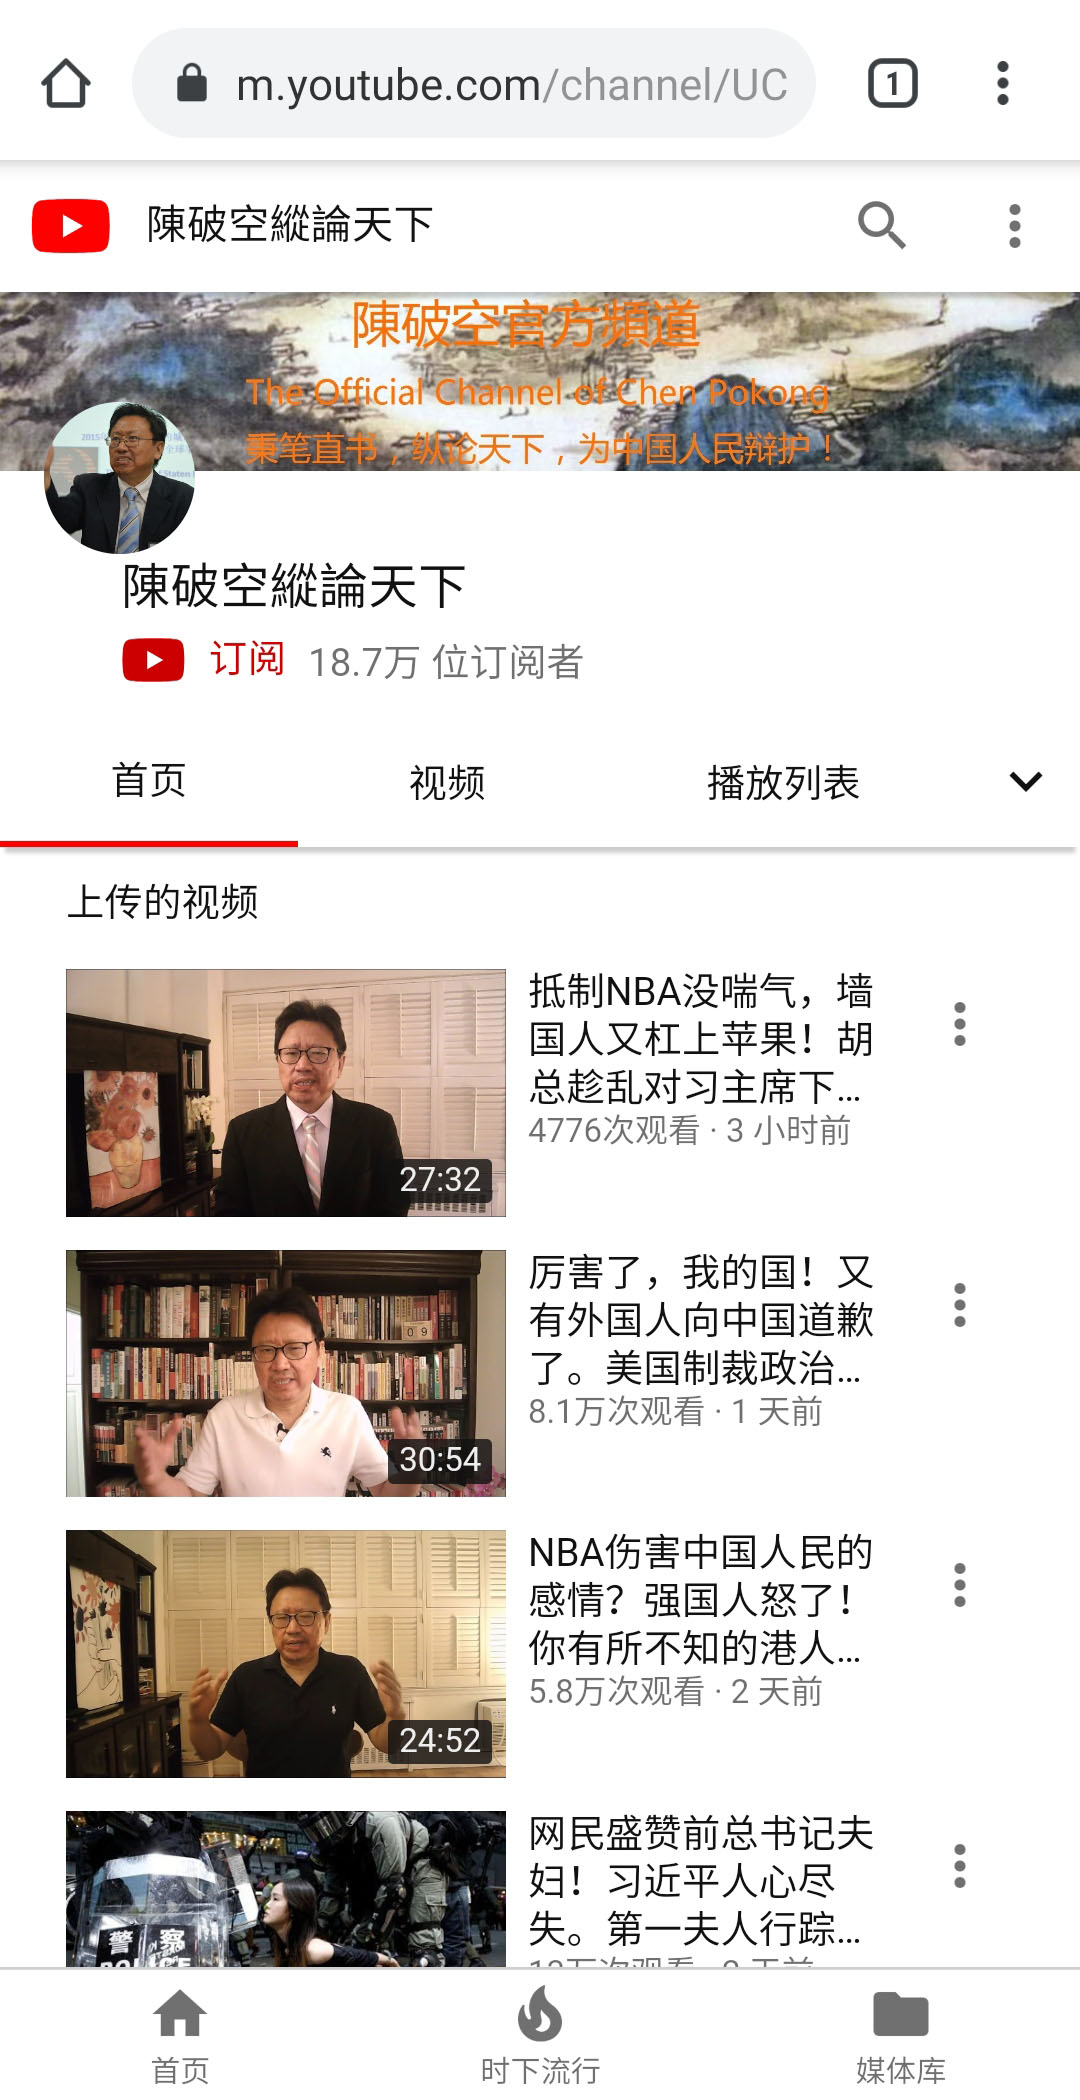 m.youtube.com/channel/UC
1
陳破空縱論天下
陳破空官方頻道
The Official Channel of Chen Pokong
秉笔直书，纵论天下，为中国人民辩护！
陳破空縱論天下
订阅 18.7万 位订阅者
首页 视频 播放列表
上传的视频
抵制NBA没喘气，墙
国人又杠上苹果！胡
总趁乱对习主席下...
4776次观看 · 3 小时前
27:32
厉害了，我的国！又
有外国人向中国道歉
了。美国制裁政治...
8.1万次观看 · 1 天前
30:54
NBA伤害中国人民的
感情？强国人怒了！
你有所不知的港人...
5.8万次观看 · 2 天前
24:52
网民盛赞前总书记夫
妇！习近平人心尽
失。第一夫人行踪...
警察
POLICE
首页 时下流行 媒体库